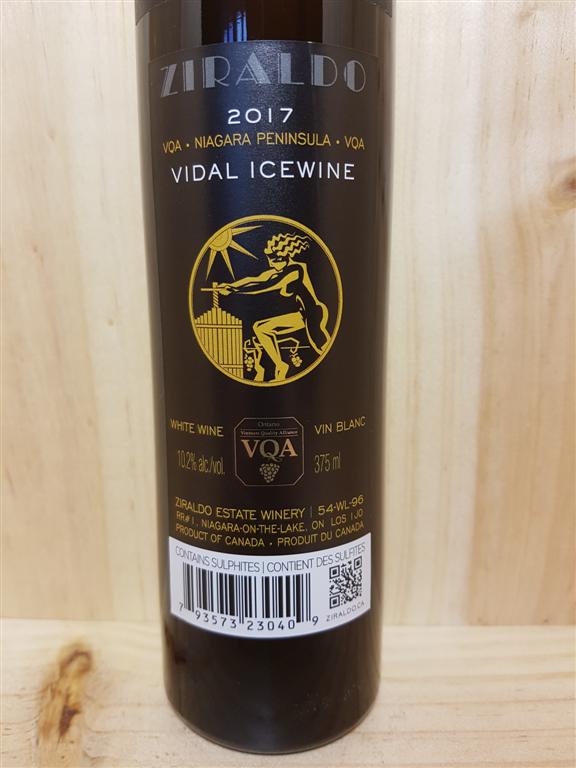 ZIRALDO
2017
VQA • NIAGARA PENINSULA • VQA
VIDAL ICEWINE
WHITE WINE
10.2% alc./vol.
Ontario
Vintners Quality Alliance
VQA
VIN BLANC
375 ml
ZIRALDO ESTATE WINERY | 54-WL-96
RR#1, NIAGARA-ON-THE-LAKE, ON LOS IJO
PRODUCT OF CANADA • PRODUIT DU CANADA
CONTAINS SULPHITES | CONTIENT DES SULFITES
7 93573 23040 9
ZIRALDO.CA